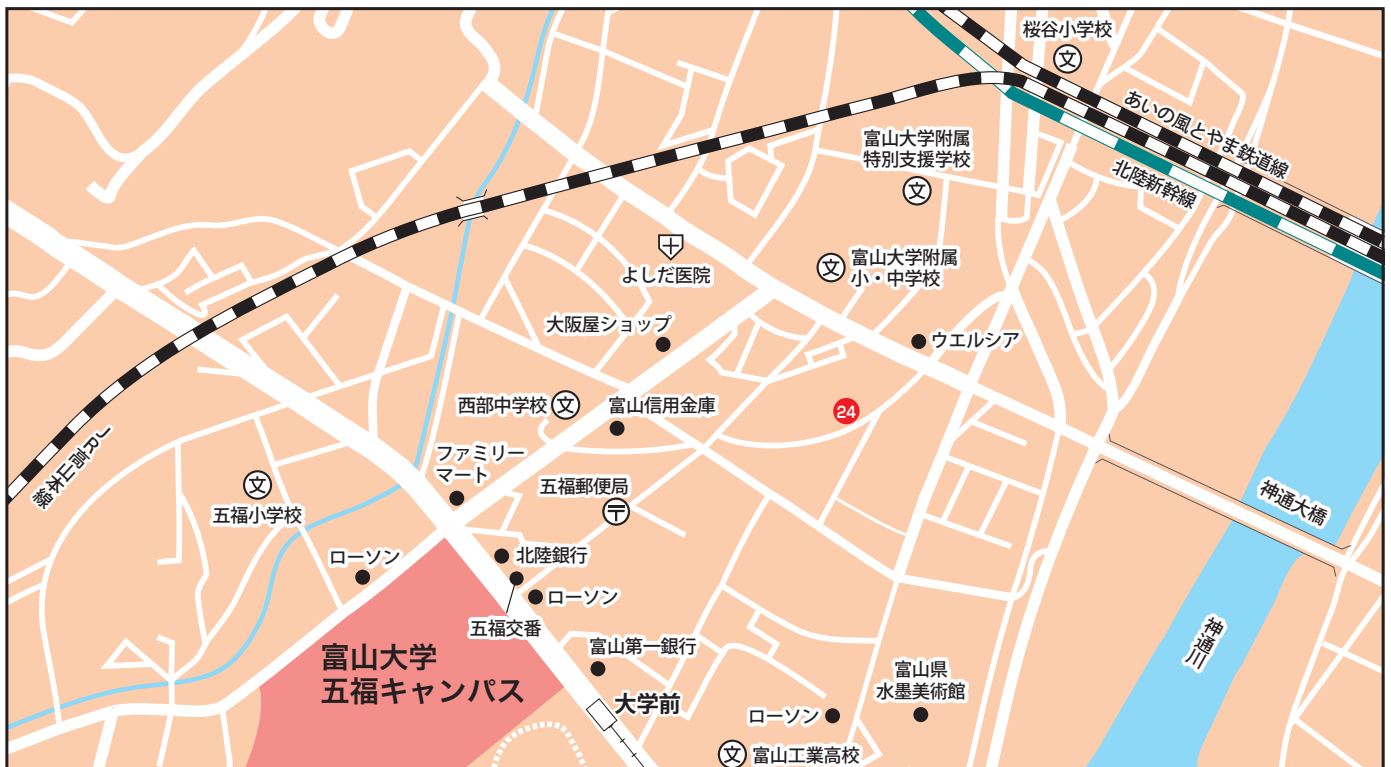 桜谷小学校
文
あいの風とやま鉄道線
富山大学附属
特別支援学校
文
北陸新幹線
よしだ医院
文
富山大学附属
小・中学校
大阪屋ショップ
ウエルシア
西部中学校
文
富山信用金庫
24
JR高山本線
ファミリー
マート
文
五福小学校
五福郵便局
〒
神通大橋
ローソン
北陸銀行
ローソン
五福交番
神通川
富山大学
五福キャンパス
富山第一銀行
大学前
富山県
水墨美術館
ローソン
文
富山工業高校